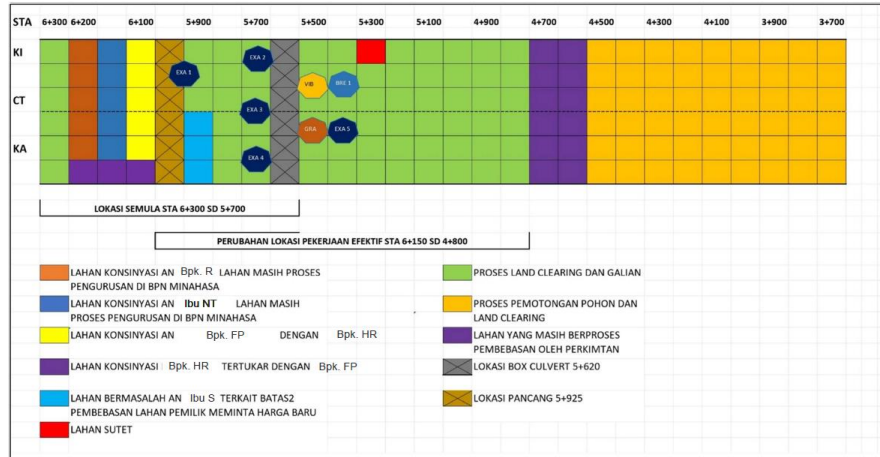 STA 6+300 6+200 6+100 5+900 5+700 5+500 5+300 5+100 4+900 4+700 4+500 4+300 4+100 3+900 3+700
KI
EXA 1
EXA 2
VIB
BRE 1
CT
EXA 3
GRA
EXA 5
KA
EXA 4
LOKASI SEMULA STA 6+300 SD 5+700
PERUBAHAN LOKASI PEKERJAAN EFEKTIF STA 6+150 SD 4+800
LAHAN KONSINYASI AN Bpk. R LAHAN MASIH PROSES
PENGURUSAN DI BPN MINAHASA
LAHAN KONSINYASI AN Ibu NT LAHAN MASIH
PROSES PENGURUSAN DI BPN MINAHASA
LAHAN KONSINYASI AN Bpk. FP DENGAN Bpk. HR
LAHAN KONSINYASI Bpk. HR TERTUKAR DENGAN Bpk. FP
LAHAN BERMASALAH AN Ibu S TERKAIT BATAS2
PEMBEBASAN LAHAN PEMILIK MEMINTA HARGA BARU
LAHAN SUTET
PROSES LAND CLEARING DAN GALIAN
PROSES PEMOTONGAN POHON DAN
LAND CLEARING
LAHAN YANG MASIH BERPROSES
PEMBEBASAN OLEH PERKIMTAN
LOKASI BOX CULVERT 5+620
LOKASI PANCANG 5+925